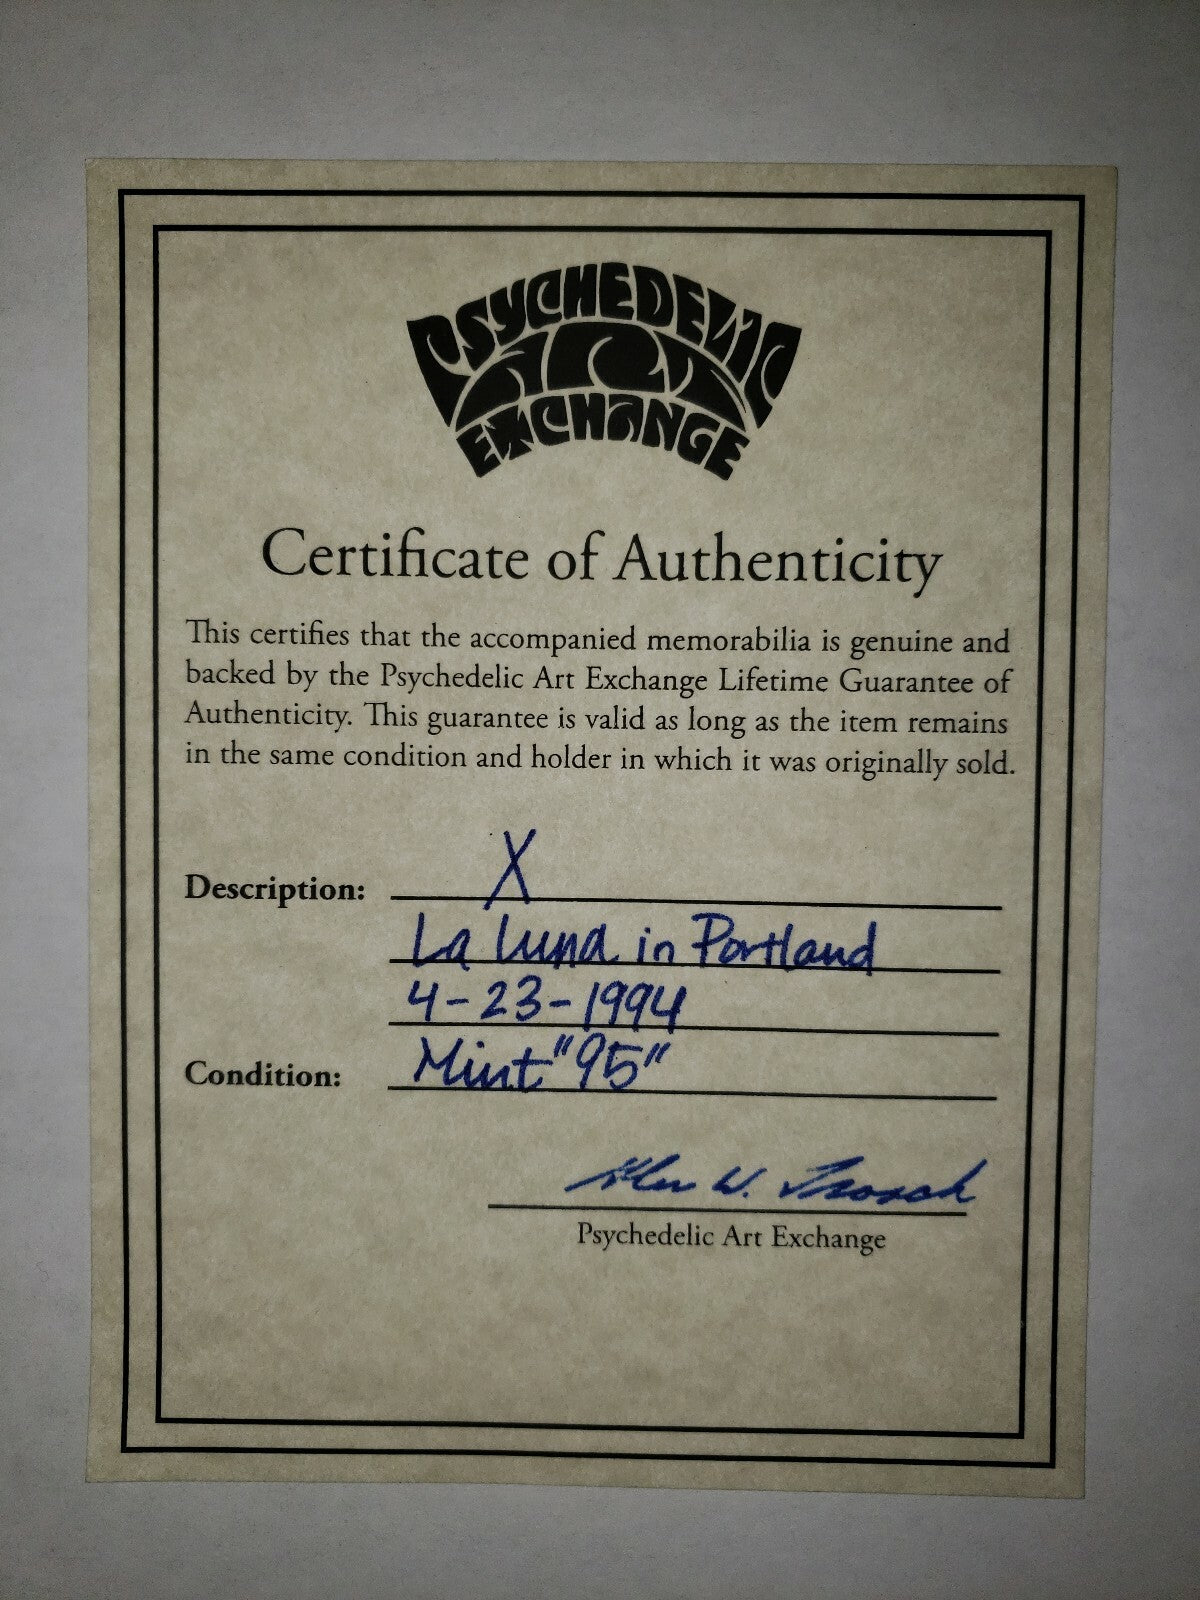 PSYCHEDELIC
ART
EXCHANGE
Certificate of Authenticity
This certifies that the accompanied memorabilia is genuine and
backed by the Psychedelic Art Exchange Lifetime Guarantee of
Authenticity. This guarantee is valid as long as the item remains
in the same condition and holder in which it was originally sold.
Description: X
La Luna in Portland
4-23-1994
Condition: Mint "95"
W.
Psychedelic Art Exchange